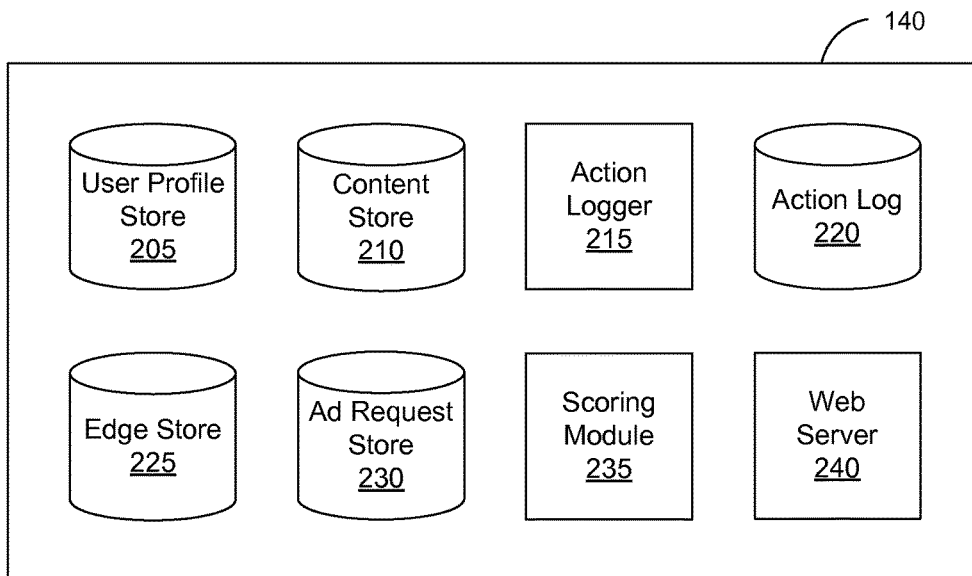 140
User Profile
Store
205
Content
Store
210
Action
Logger
215
Action Log
220
Edge Store
225
Ad Request
Store
230
Scoring
Module
235
Web
Server
240